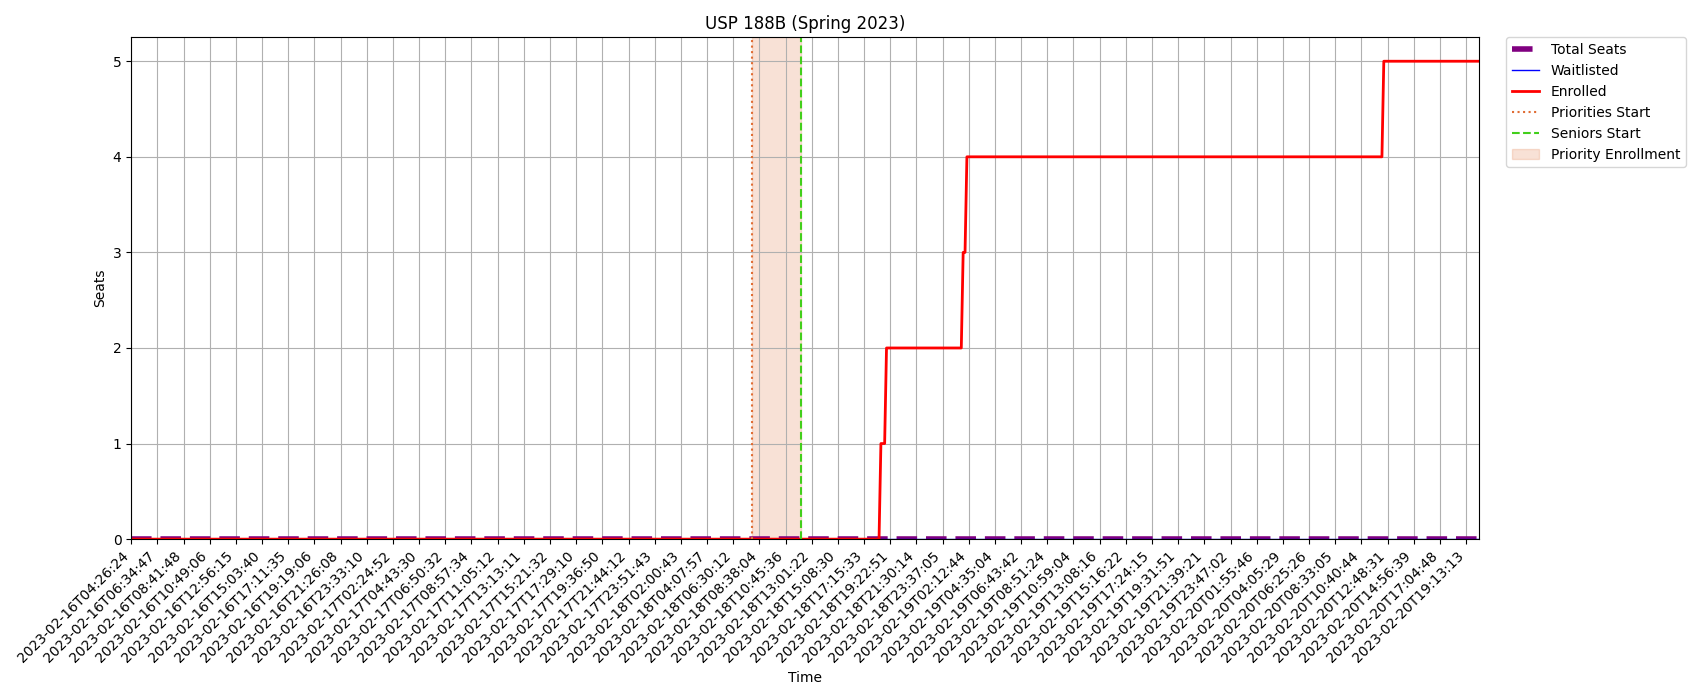 USP 188B (Spring 2023)
Total Seats
Waitlisted
Enrolled
Priorities Start
Seniors Start
Priority Enrollment
5
4
3
2
1
0
Seats
2023-02-16T04:26:24
2023-02-16T06:34:47
2023-02-16T08:41:48
2023-02-16T10:49:06
2023-02-16T12:56:15
2023-02-16T15:03:40
2023-02-16T17:11:35
2023-02-16T19:19:06
2023-02-16T21:26:08
2023-02-16T23:33:10
2023-02-17T02:24:52
2023-02-17T04:43:30
2023-02-17T06:50:32
2023-02-17T08:57:34
2023-02-17T11:05:12
2023-02-17T13:13:11
2023-02-17T15:21:32
2023-02-17T17:29:10
2023-02-17T19:36:50
2023-02-17T21:44:12
2023-02-17T23:51:43
2023-02-18T02:00:43
2023-02-18T04:07:57
2023-02-18T06:30:12
2023-02-18T08:38:04
2023-02-18T10:45:36
2023-02-18T13:01:22
2023-02-18T15:08:30
2023-02-18T17:15:33
2023-02-18T19:22:51
2023-02-18T21:30:14
2023-02-18T23:37:05
2023-02-19T02:12:44
2023-02-19T04:35:04
2023-02-19T06:43:42
2023-02-19T08:51:24
2023-02-19T10:59:04
2023-02-19T13:08:16
2023-02-19T15:16:22
2023-02-19T17:24:15
2023-02-19T19:31:51
2023-02-19T21:39:21
2023-02-19T23:47:02
2023-02-20T01:55:46
2023-02-20T04:05:29
2023-02-20T06:25:26
2023-02-20T08:33:05
2023-02-20T10:40:44
2023-02-20T12:48:31
2023-02-20T14:56:39
2023-02-20T17:04:48
2023-02-20T19:13:13
Time